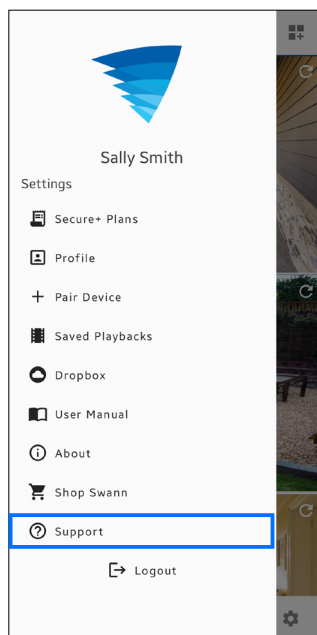 Sally Smith
Settings
Secure+ Plans
Profile
Pair Device
Saved Playbacks
Dropbox
User Manual
About
Shop Swann
Support
Logout